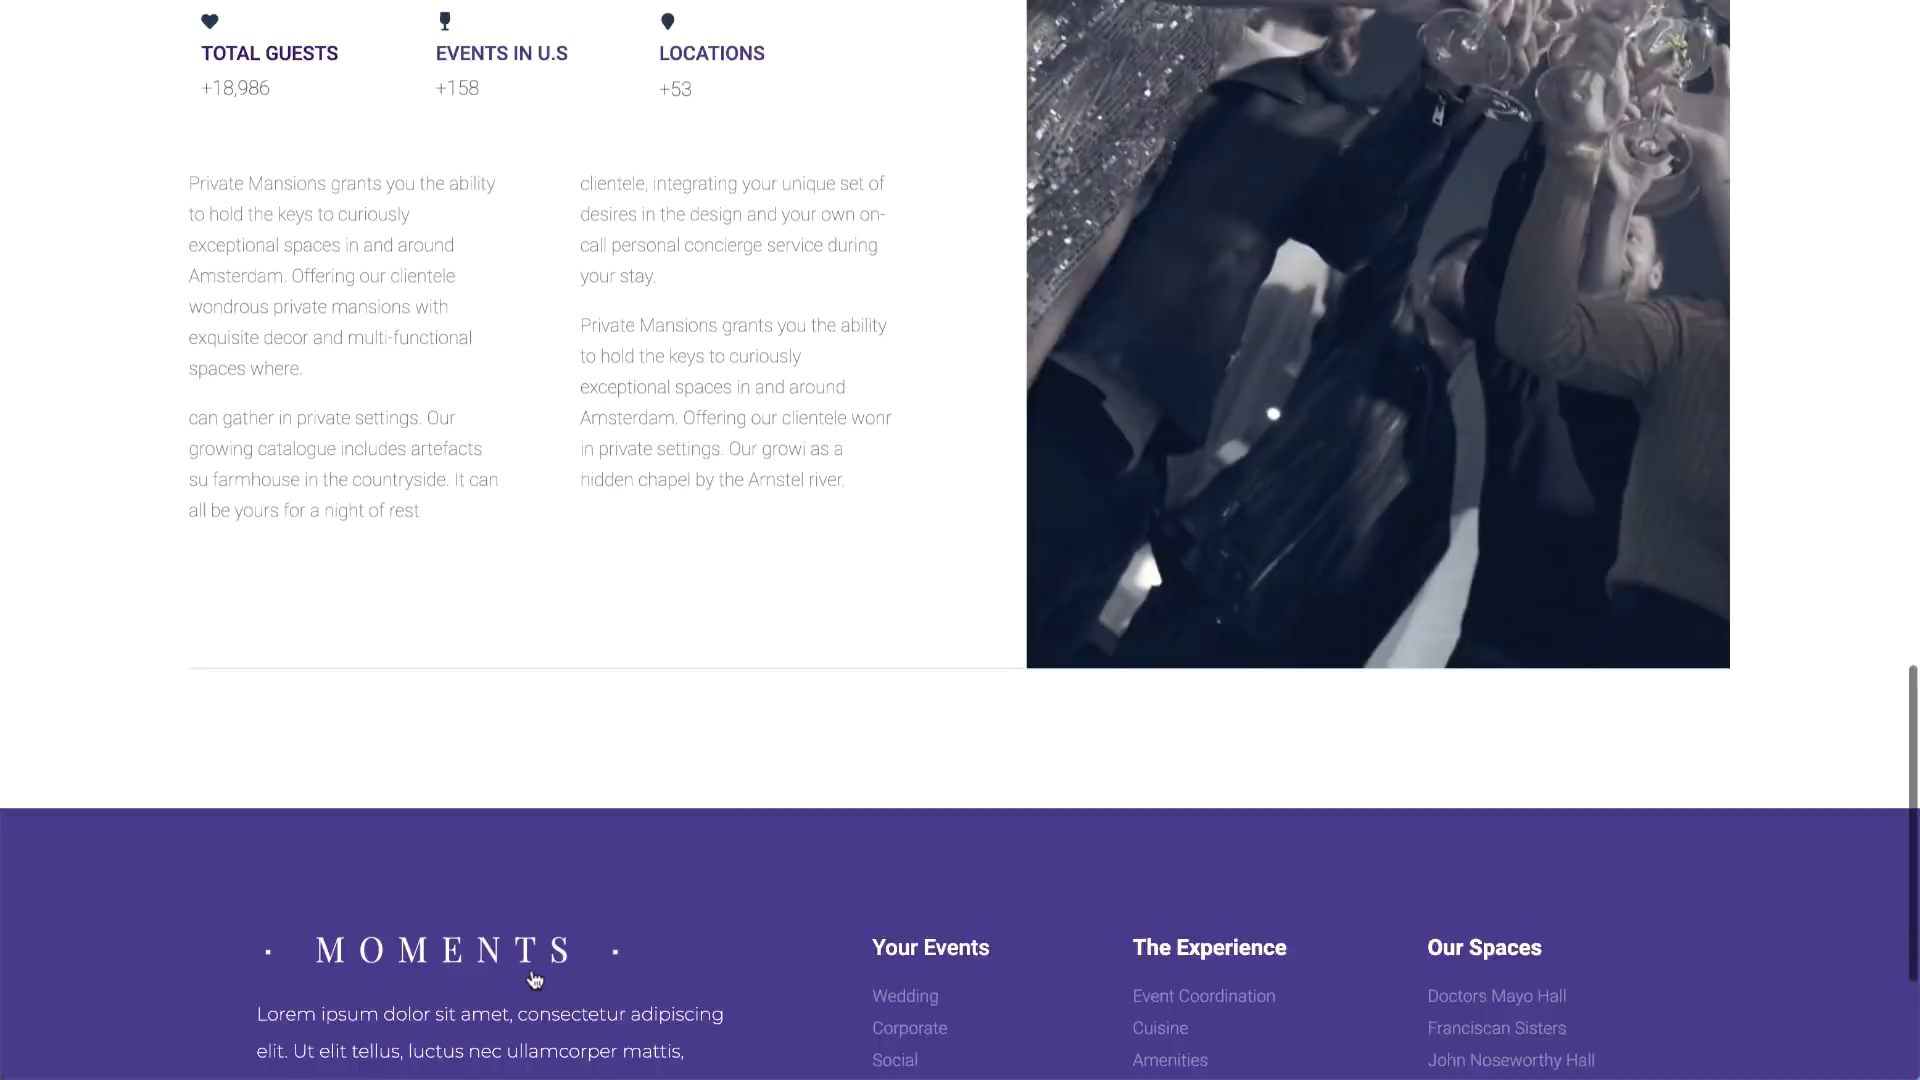 TOTAL GUESTS
+18,986
EVENTS IN U.S
+158
LOCATIONS
+53
Private Mansions grants you the ability
to hold the keys to curiously
exceptional spaces in and around
Amsterdam. Offering our clientele
wondrous private mansions with
exquisite decor and multi-functional
spaces where.
can gather in private settings. Our
growing catalogue includes artefacts
su farmhouse in the countryside. It can
all be yours for a night of rest
clientele, integrating your unique set of
desires in the design and your own on-
call personal concierge service during
your stay.
Private Mansions grants you the ability
to hold the keys to curiously
exceptional spaces in and around
Amsterdam. Offering our clientele wonr
in private settings. Our growi as a
hidden chapel by the Amstel river.
· MOMENTS ·
Lorem ipsum dolor sit amet, consectetur adipiscing
elit. Ut elit tellus, luctus nec ullamcorper mattis,
Your Events
Wedding
Corporate
Social
The Experience
Event Coordination
Cuisine
Amenities
Our Spaces
Doctors Mayo Hall
Franciscan Sisters
John Noseworthy Hall